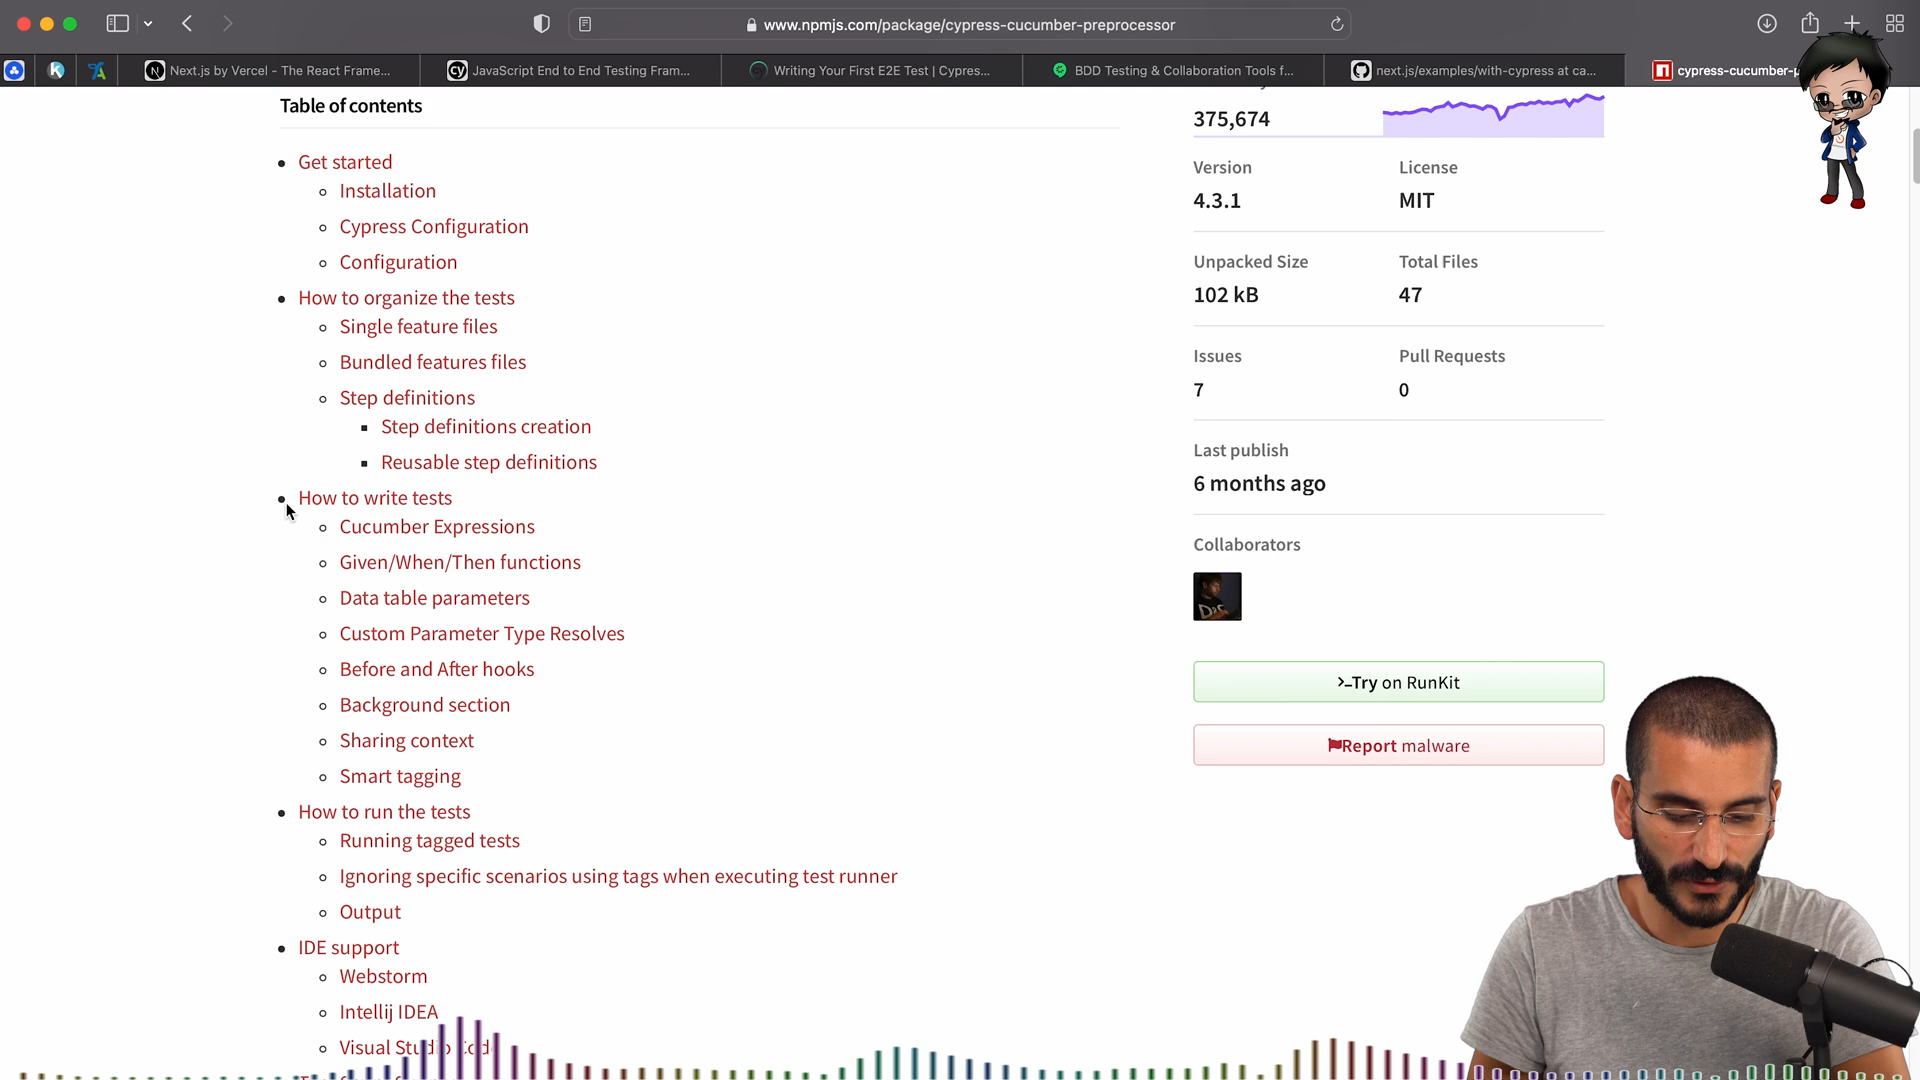 www.npmjs.com/package/cypress-cucumber-preprocessor
Next.js by Vercel - The React Frame...
JavaScript End to End Testing Fram...
Writing Your First E2E Test | Cypres...
BDD Testing & Collaboration Tools f...
next.js/examples/with-cypress at ca...
cypress-cucumber-p
Table of contents
Get started
Installation
Cypress Configuration
Configuration
How to organize the tests
Single feature files
Bundled features files
Step definitions
Step definitions creation
Reusable step definitions
How to write tests
Cucumber Expressions
Given/When/Then functions
Data table parameters
Custom Parameter Type Resolves
Before and After hooks
Background section
Sharing context
Smart tagging
How to run the tests
Running tagged tests
Ignoring specific scenarios using tags when executing test runner
Output
IDE support
Webstorm
Intellij IDEA
Visual Studio Code
375,674
Version
License
4.3.1
MIT
Unpacked Size
Total Files
102 kB
47
Issues
Pull Requests
7
0
Last publish
6 months ago
Collaborators
>_Try on RunKit
Report malware